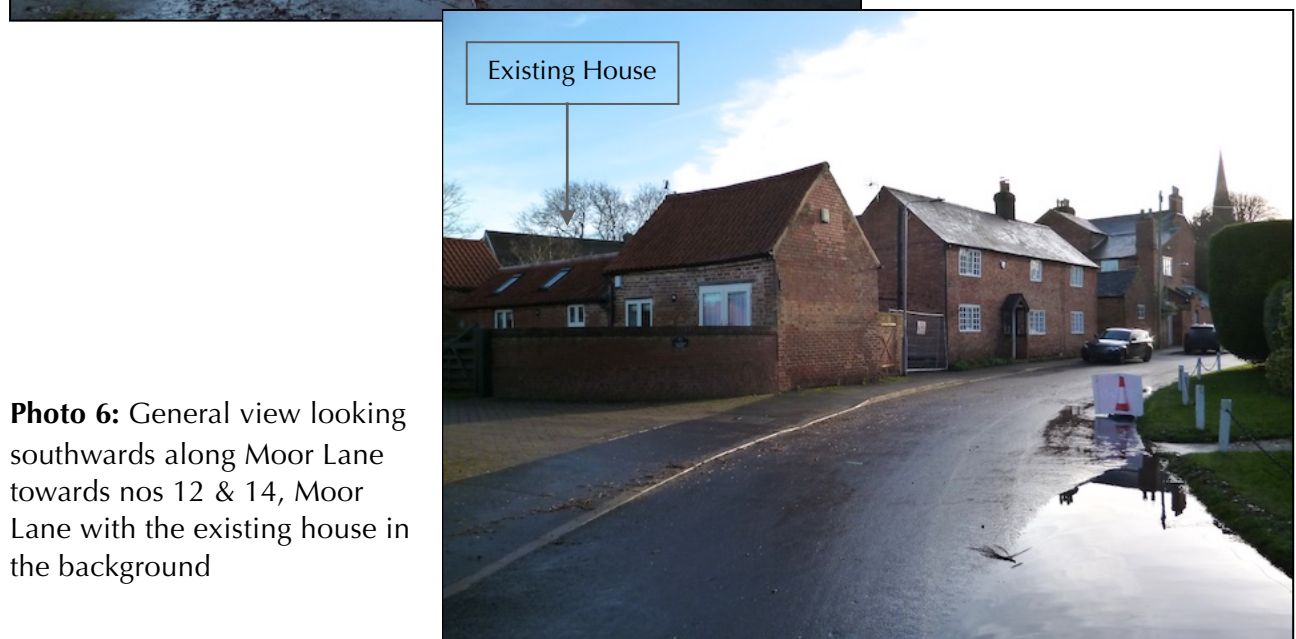 Existing House
Photo 6: General view looking
southwards along Moor Lane
towards nos 12 & 14, Moor
Lane with the existing house in
the background